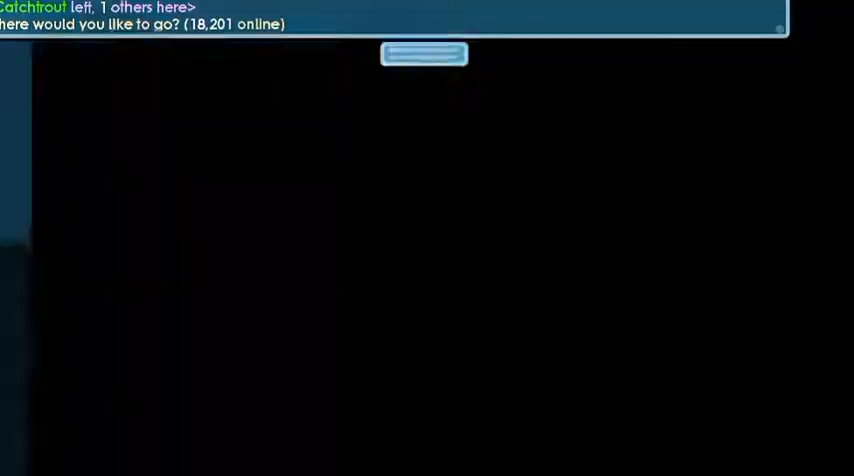 Catchtrout left, 1 others here>
here would you like to go? (18,201 online)